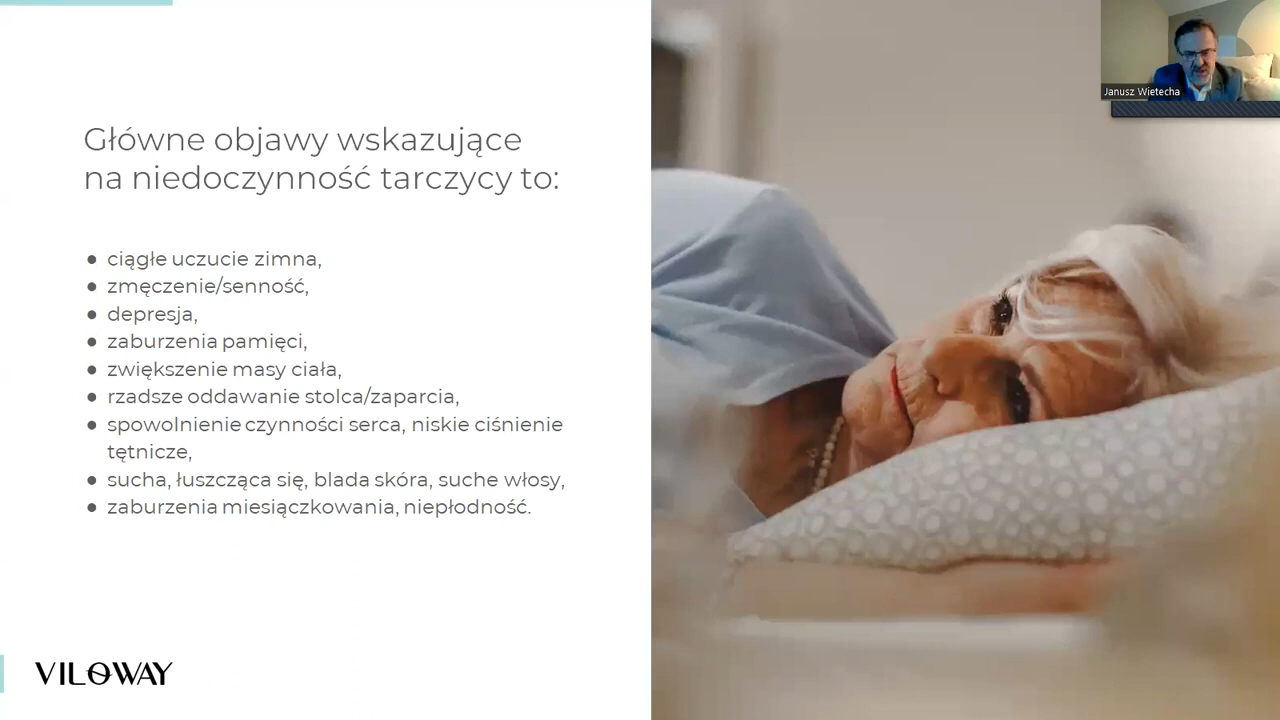 Główne objawy wskazujące
na niedoczynność tarczycy to:
● ciągłe uczucie zimna,
● zmęczenie/senność,
● depresja,
● zaburzenia pamięci,
● zwiększenie masy ciała,
● rzadsze oddawanie stolca/zaparcia,
● spowolnienie czynności serca, niskie ciśnienie
tętnicze,
● sucha, łuszcząca się, blada skóra, suche włosy,
● zaburzenia miesiączkowania, niepłodność.
VILOWAY
Janusz Wietecha